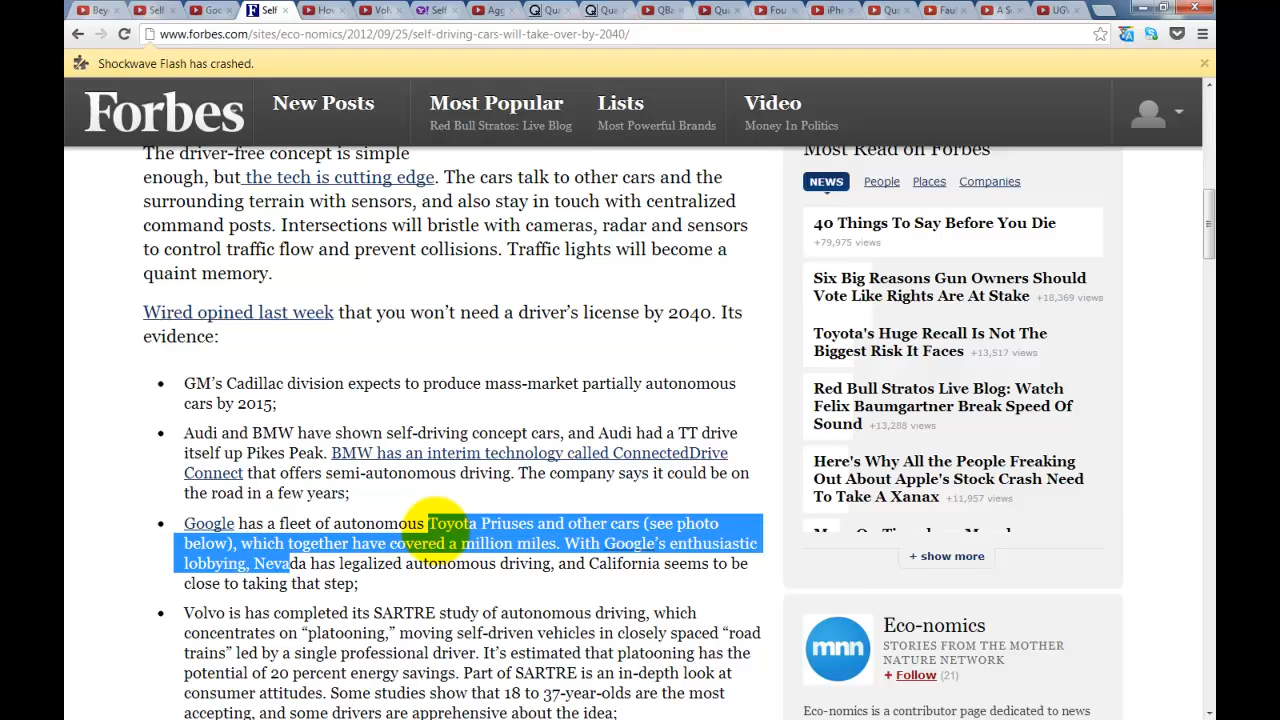 Bey
Self
Goo
Self
How
Volv
Self
Agg
Qua
Qua
QBa
Qua
Fou
iPh
Qua
Faul
A S
UGV
www.forbes.com/sites/eco-nomics/2012/09/25/self-driving-cars-will-take-over-by-2040/
Shockwave Flash has crashed.
Forbes
New Posts
Most Popular
Red Bull Stratos: Live Blog
Lists
Most Powerful Brands
Video
Money In Politics
The driver-free concept is simple
enough, but the tech is cutting edge. The cars talk to other cars and the
surrounding terrain with sensors, and also stay in touch with centralized
command posts. Intersections will bristle with cameras, radar and sensors
to control traffic flow and prevent collisions. Traffic lights will become a
quaint memory.
Wired opined last week that you won't need a driver's license by 2040. Its
evidence:
• GM's Cadillac division expects to produce mass-market partially autonomous
cars by 2015;
• Audi and BMW have shown self-driving concept cars, and Audi had a TT drive
itself up Pikes Peak. BMW has an interim technology called ConnectedDrive
Connect that offers semi-autonomous driving. The company says it could be on
the road in a few years;
• Google has a fleet of autonomous Toyota Priuses and other cars (see photo
below), which together have covered a million miles. With Google's enthusiastic
lobbying, Nevada has legalized autonomous driving, and California seems to be
close to taking that step;
• Volvo is has completed its SARTRE study of autonomous driving, which
concentrates on "platooning," moving self-driven vehicles in closely spaced "road
trains" led by a single professional driver. It's estimated that platooning has the
potential of 20 percent energy savings. Part of SARTRE is an in-depth look at
consumer attitudes. Some studies show that 18 to 37-year-olds are the most
accepting, and some drivers are apprehensive about the idea;
Most Read on Forbes
NEWS People Places Companies
40 Things To Say Before You Die
+79,975 views
Six Big Reasons Gun Owners Should
Vote Like Rights Are At Stake +18,369 views
Toyota's Huge Recall Is Not The
Biggest Risk It Faces +13,517 views
Red Bull Stratos Live Blog: Watch
Felix Baumgartner Break Speed Of
Sound +13,288 views
Here's Why All the People Freaking
Out About Apple's Stock Crash Need
To Take A Xanax +11,957 views
+ show more
mnn
Eco-nomics
STORIES FROM THE MOTHER
NATURE NETWORK
+ Follow (21)
Eco-nomics is a contributor page dedicated to news